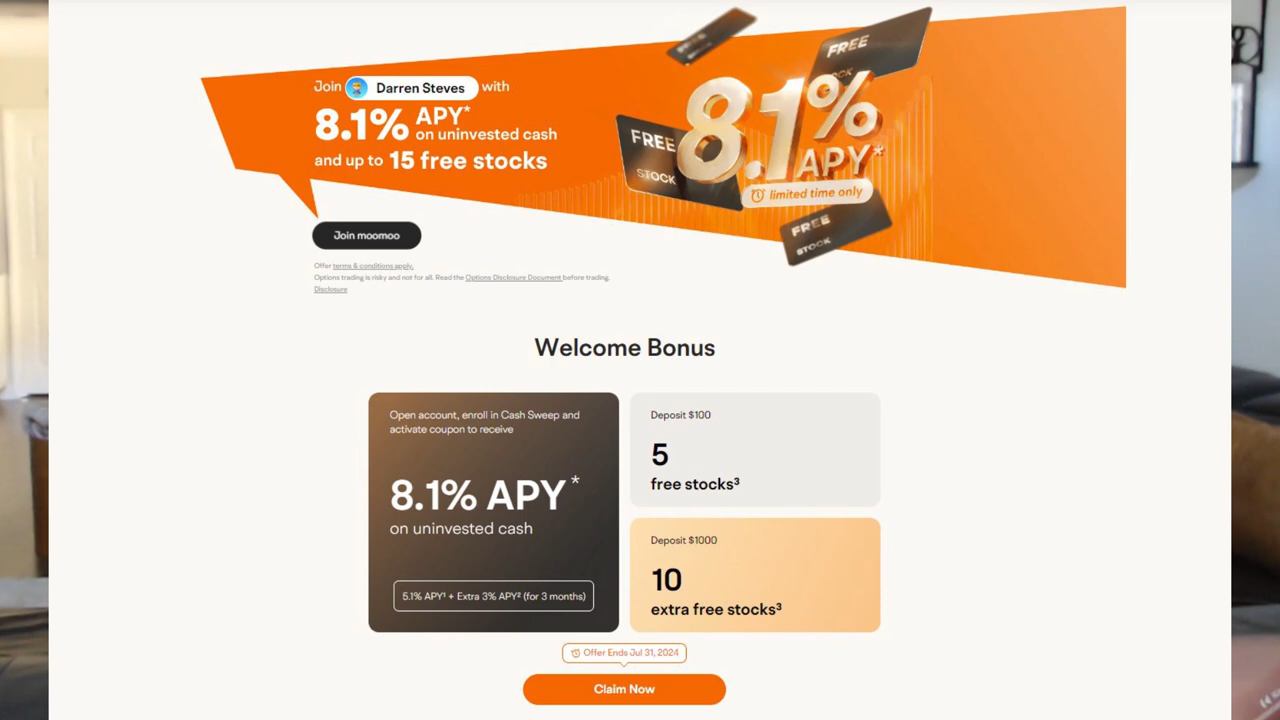 Join Darren Steves with
8.1% APY*
on uninvested cash
and up to 15 free stocks
FREE
STOCK
FREE
8.1%
APY*
limited time only
FREE
STOCK
Join moomoo
Offer terms & conditions apply.
Options trading is risky and not for all. Read the Options Disclosure Document before trading.
Disclosure
Welcome Bonus
Open account, enroll in Cash Sweep and
activate coupon to receive
8.1% APY*
on uninvested cash
5.1% APY¹ + Extra 3% APY² (for 3 months)
Deposit $100
5
free stocks³
Deposit $1000
10
extra free stocks³
Offer Ends Jul 31, 2024
Claim Now